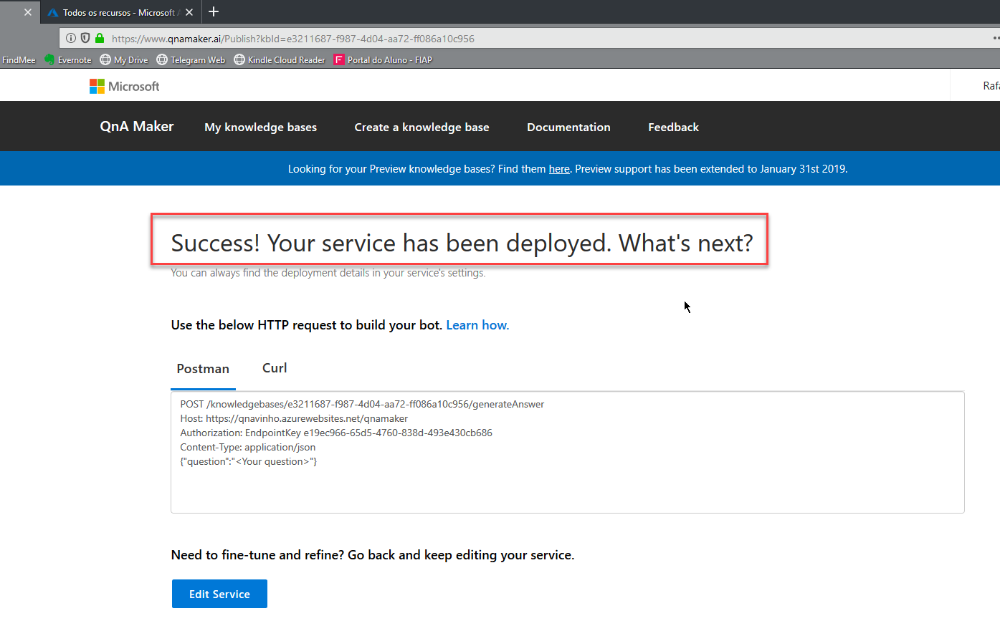 Todos os recursos - Microsoft A
https://www.qnamaker.ai/Publish?kbId=e3211687-f987-4d04-aa72-ff086a10c956
FindMee Evernote My Drive Telegram Web Kindle Cloud Reader Portal do Aluno - FIAP
Microsoft
Rafa
QnA Maker My knowledge bases Create a knowledge base Documentation Feedback
Looking for your Preview knowledge bases? Find them here. Preview support has been extended to January 31st 2019.
Success! Your service has been deployed. What's next?
You can always find the deployment details in your service's settings.
Use the below HTTP request to build your bot. Learn how.
Postman Curl
POST /knowledgebases/e3211687-f987-4d04-aa72-ff086a10c956/generateAnswer
Host: https://qnavinho.azurewebsites.net/qnamaker
Authorization: EndpointKey e19ec966-65d5-4760-838d-493e430cb686
Content-Type: application/json
{"question":"<Your question>"}
Need to fine-tune and refine? Go back and keep editing your service.
Edit Service